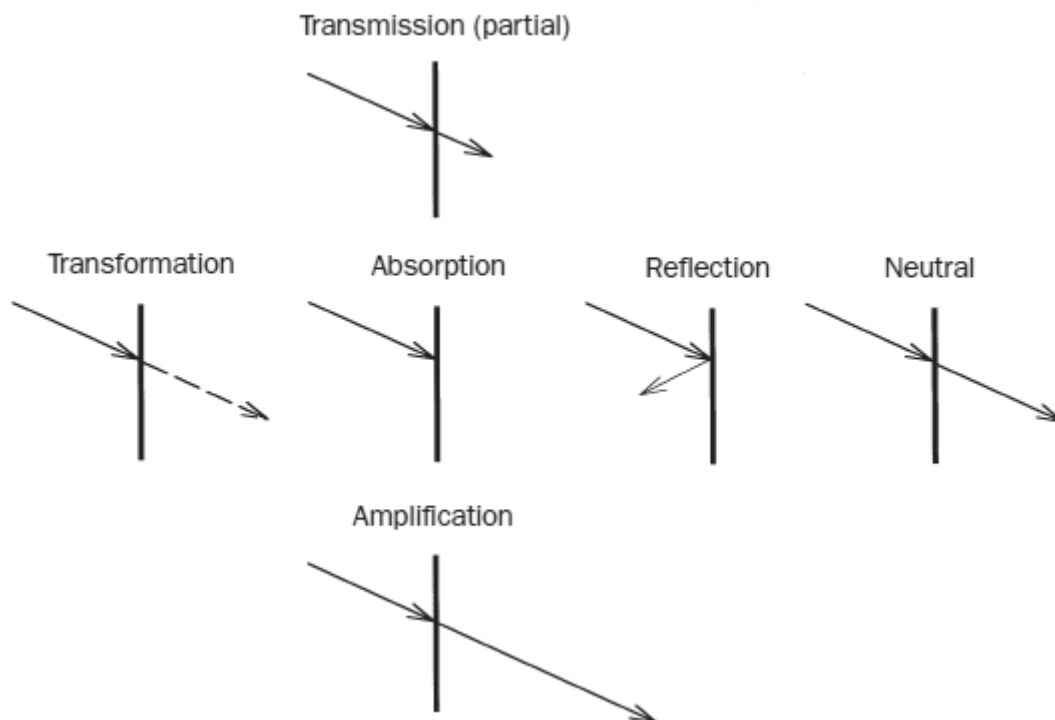 Transmission (partial)
Transformation
Absorption
Reflection
Neutral
Amplification